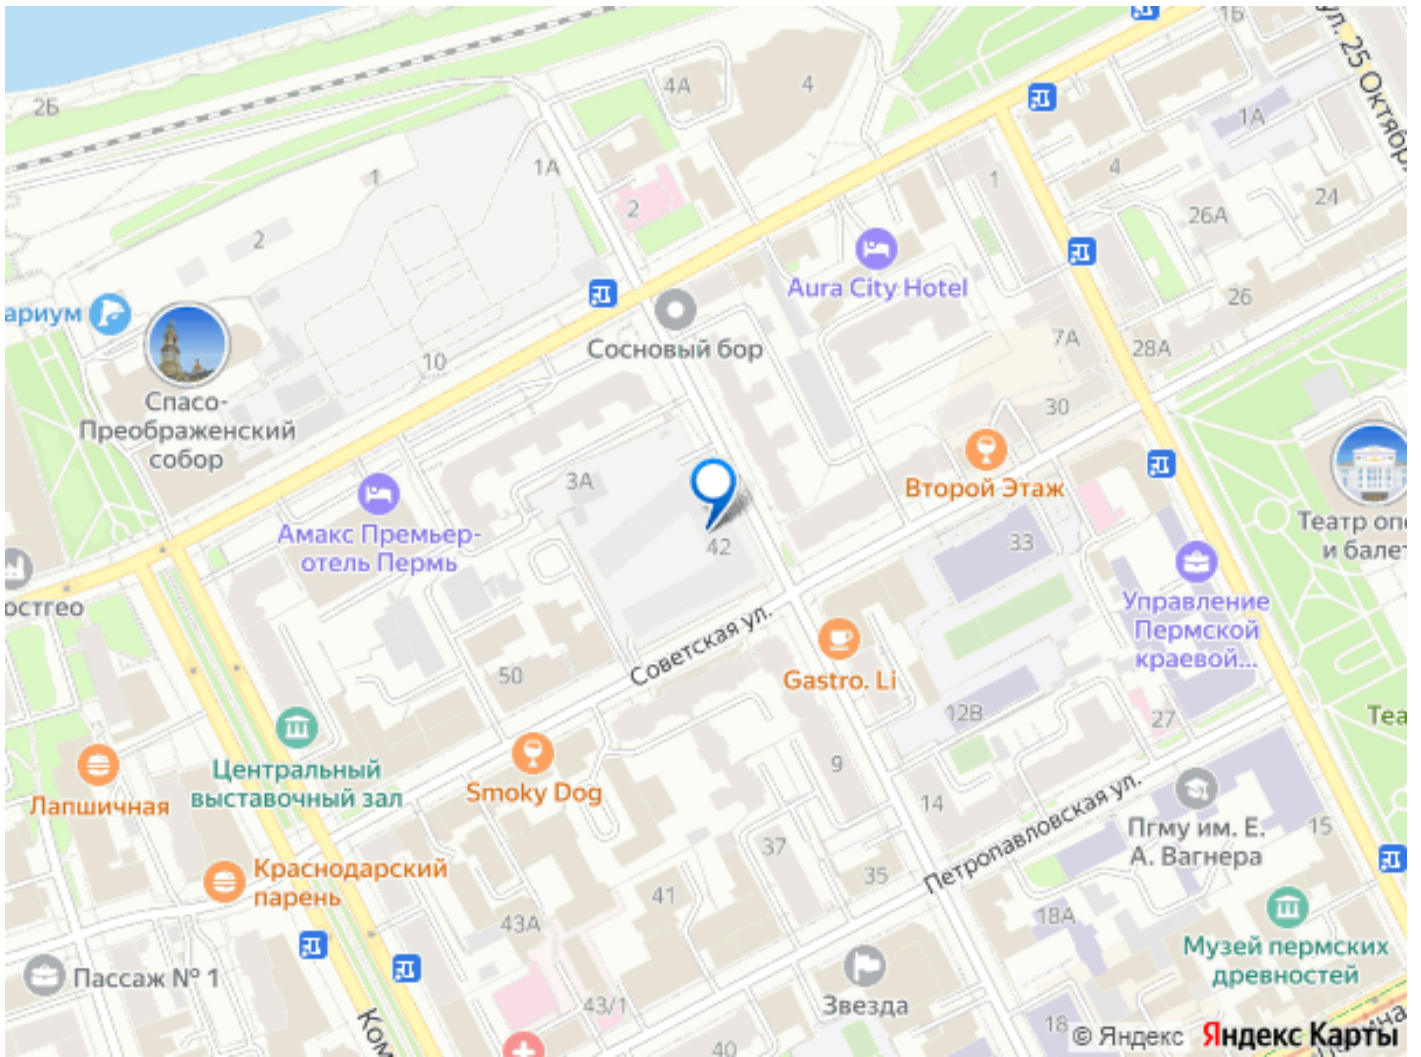 1Б
ул. 25 Октябр
2Б
4А
4
1А
1
1А
1
4
2
24
26А
2
Aura City Hotel
26
ариум
7А
28А
Сосновый бор
10
Спасо-
Преображенский
собор
30
3А
Второй Этаж
Амакс Премьер-
отель Пермь
42
33
Театр опе
и балет
остгео
Управление
Пермской
краевой...
Советская ул.
50
Gastro. Li
12В
27
Теа
Центральный
выставочный зал
Smoky Dog
9
Лапшичная
14
Петропавловская ул.
Пгму им. Е.
А. Вагнера
15
37
Краснодарский
парень
35
41
43А
18А
Музей пермских
древностей
Пассаж № 1
Звезда
43/1
Ком
18
40
ина
© Яндекс Яндекс Карты